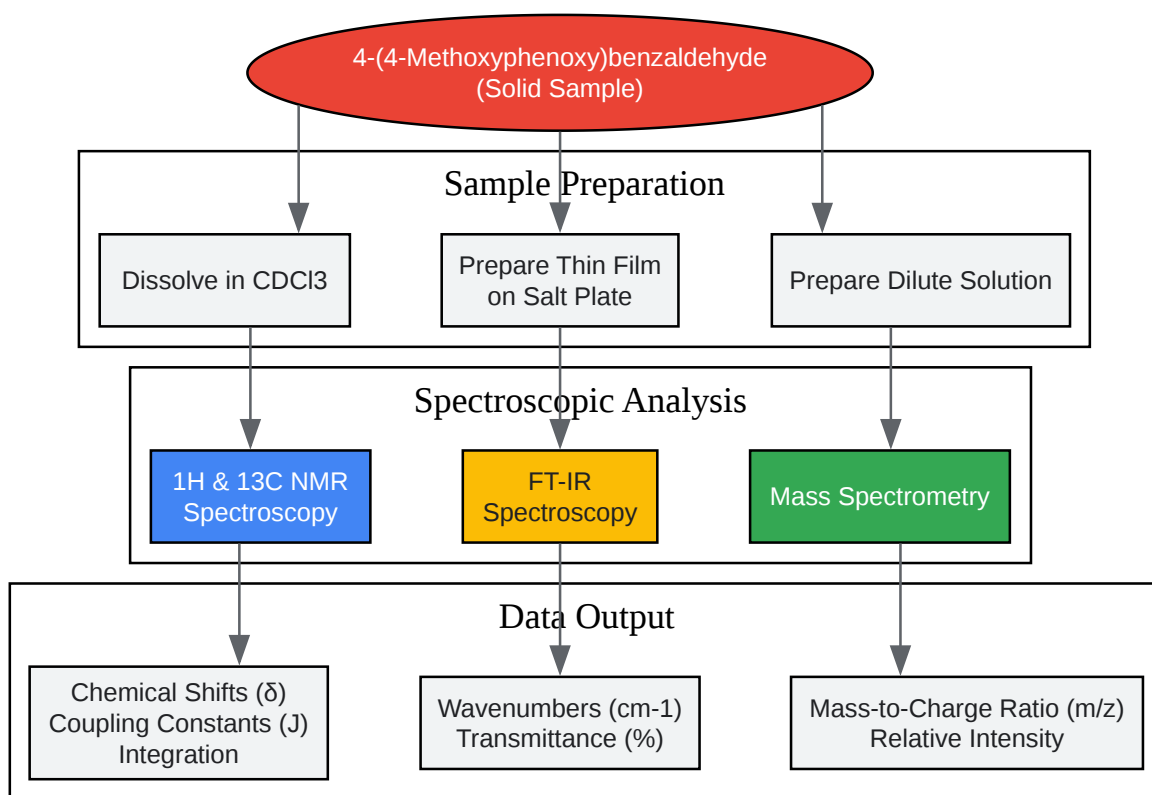 4-(4-Methoxyphenoxy)benzaldehyde
(Solid Sample)
Sample Preparation
Dissolve in CDCl3
Prepare Thin Film
on Salt Plate
Prepare Dilute Solution
Spectroscopic Analysis
1H & 13C NMR
Spectroscopy
FT-IR
Spectroscopy
Mass Spectrometry
Data Output
Chemical Shifts (δ)
Coupling Constants (J)
Integration
Wavenumbers (cm-1)
Transmittance (%)
Mass-to-Charge Ratio (m/z)
Relative Intensity